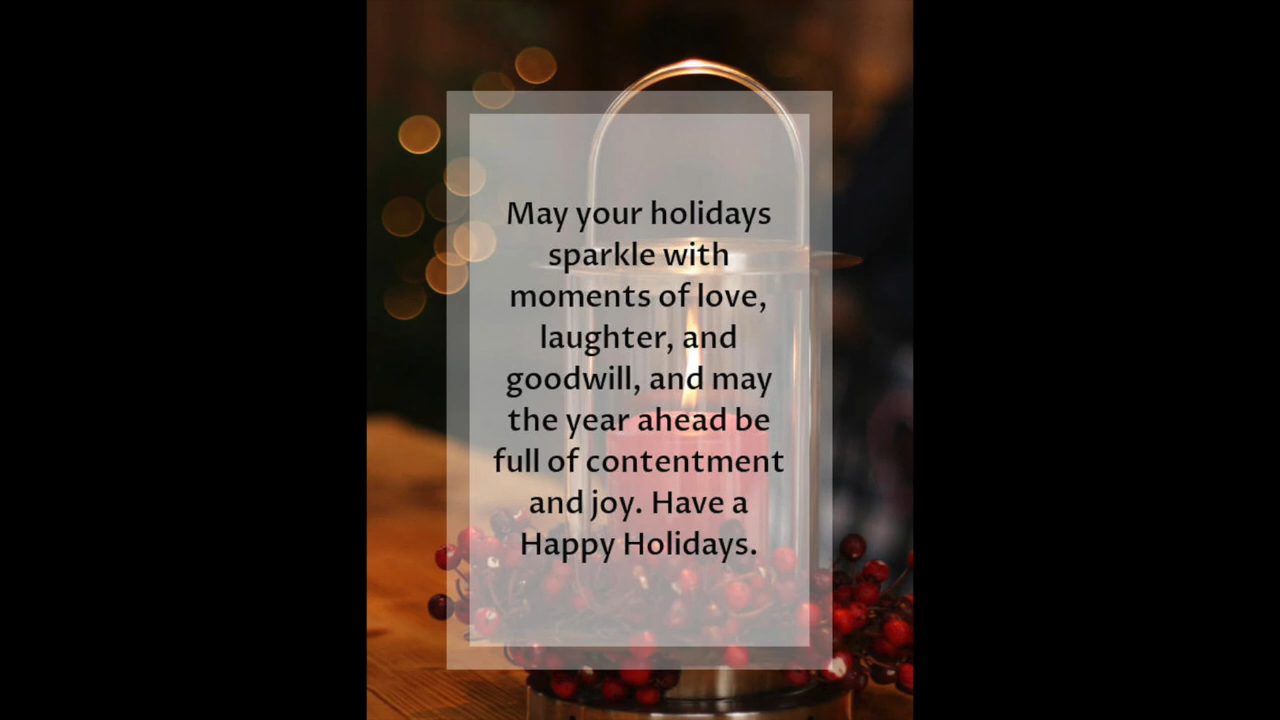 May your holidays
sparkle with
moments of love,
laughter, and
goodwill, and may
the year ahead be
full of contentment
and joy. Have a
Happy Holidays.